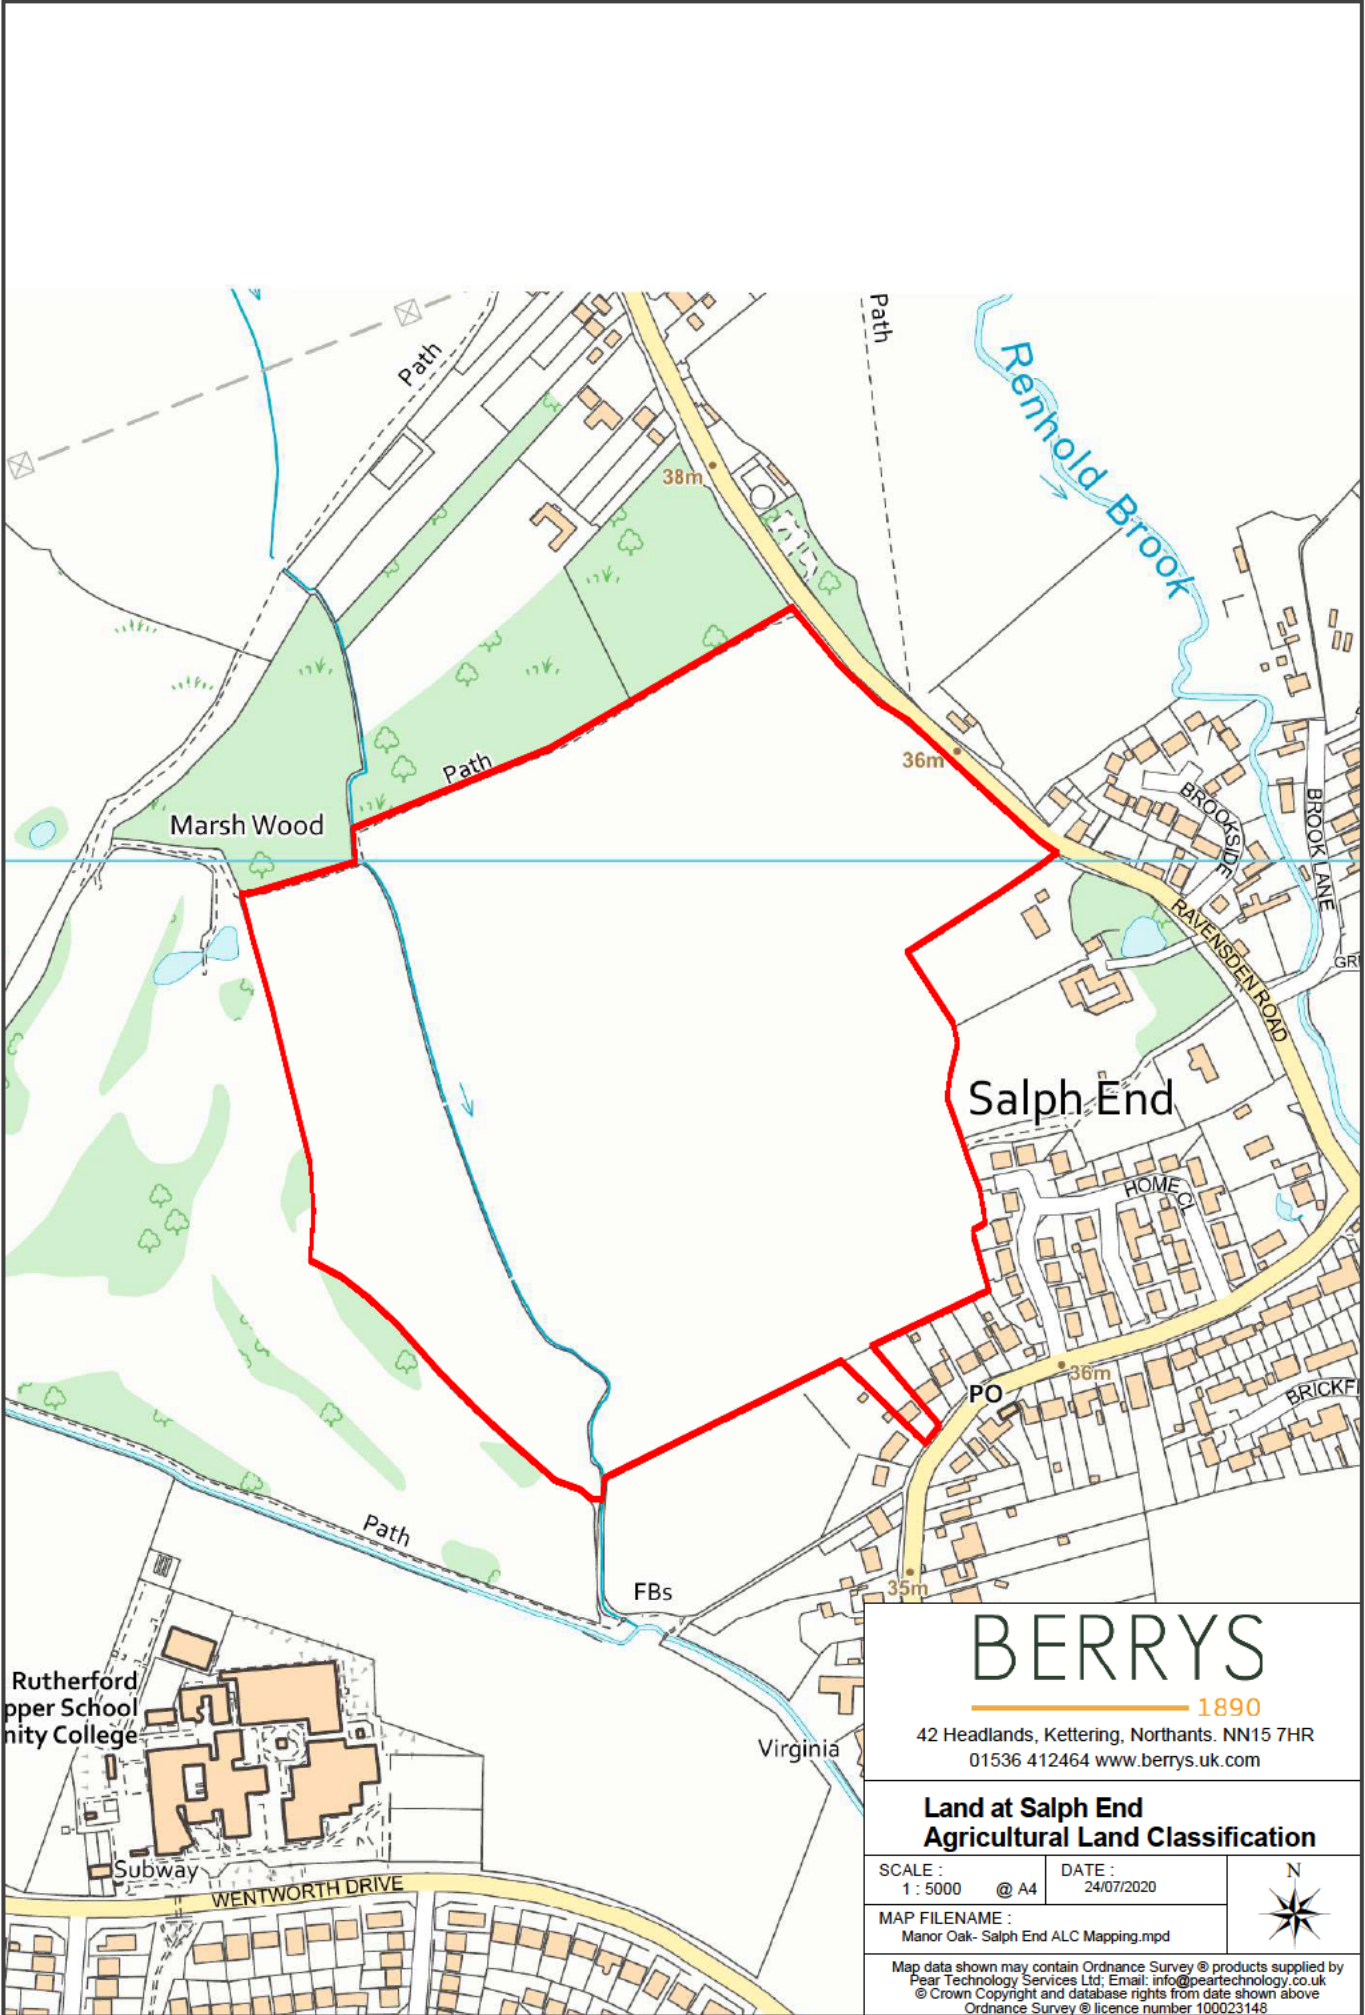 Path
Path
Renhold Brook
38m
36m
Path
Marsh Wood
BROOKSIDE
BROOK LANE
RAVENSDEN ROAD
Salph End
HOME CL
36m
PO
Path
FBs
35m
Rutherford
pper School
nity College
Virginia
Subway
WENTWORTH DRIVE
BERRYS
1890
42 Headlands, Kettering, Northants. NN15 7HR
01536 412464 www.berrys.uk.com
Land at Salph End
Agricultural Land Classification
SCALE :
1 : 5000 @ A4
DATE :
24/07/2020
N
MAP FILENAME :
Manor Oak- Salph End ALC Mapping.mpd
Map data shown may contain Ordnance Survey ® products supplied by
Pear Technology Services Ltd; Email: info@peartechnology.co.uk
© Crown Copyright and database rights from date shown above
Ordnance Survey ® licence number 100023148